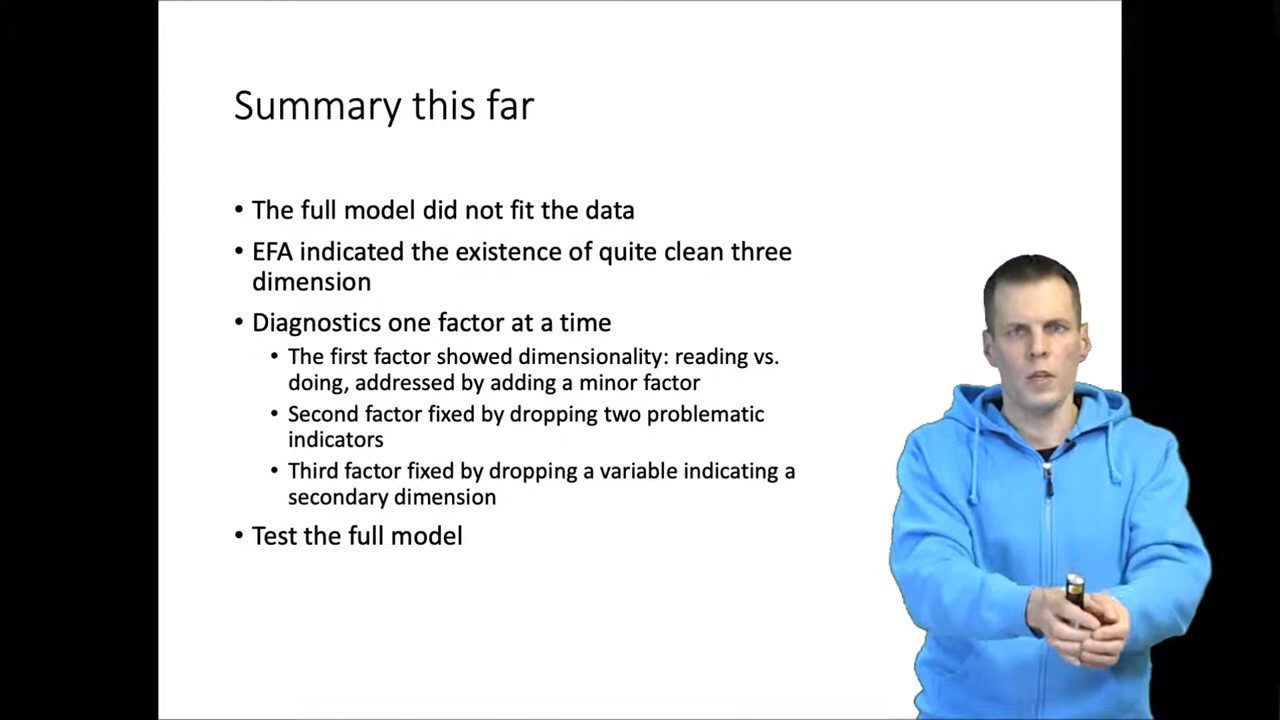 Summary this far
• The full model did not fit the data
• EFA indicated the existence of quite clean three
dimension
• Diagnostics one factor at a time
• The first factor showed dimensionality: reading vs.
doing, addressed by adding a minor factor
• Second factor fixed by dropping two problematic
indicators
• Third factor fixed by dropping a variable indicating a
secondary dimension
• Test the full model